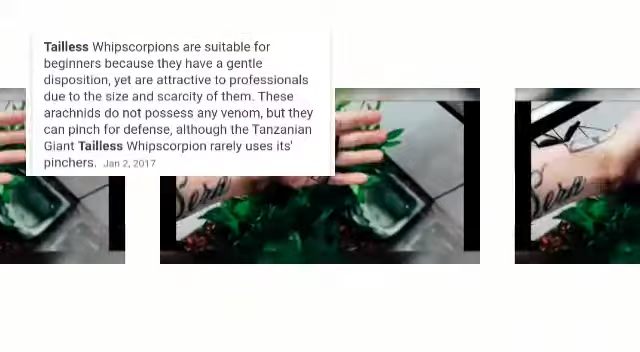 Tailless Whipscorpions are suitable for
beginners because they have a gentle
disposition, yet are attractive to professionals
due to the size and scarcity of them. These
arachnids do not possess any venom, but they
can pinch for defense, although the Tanzanian
Giant Tailless Whipscorpion rarely uses its'
pinchers. Jan 2, 2017
Sera
Sera